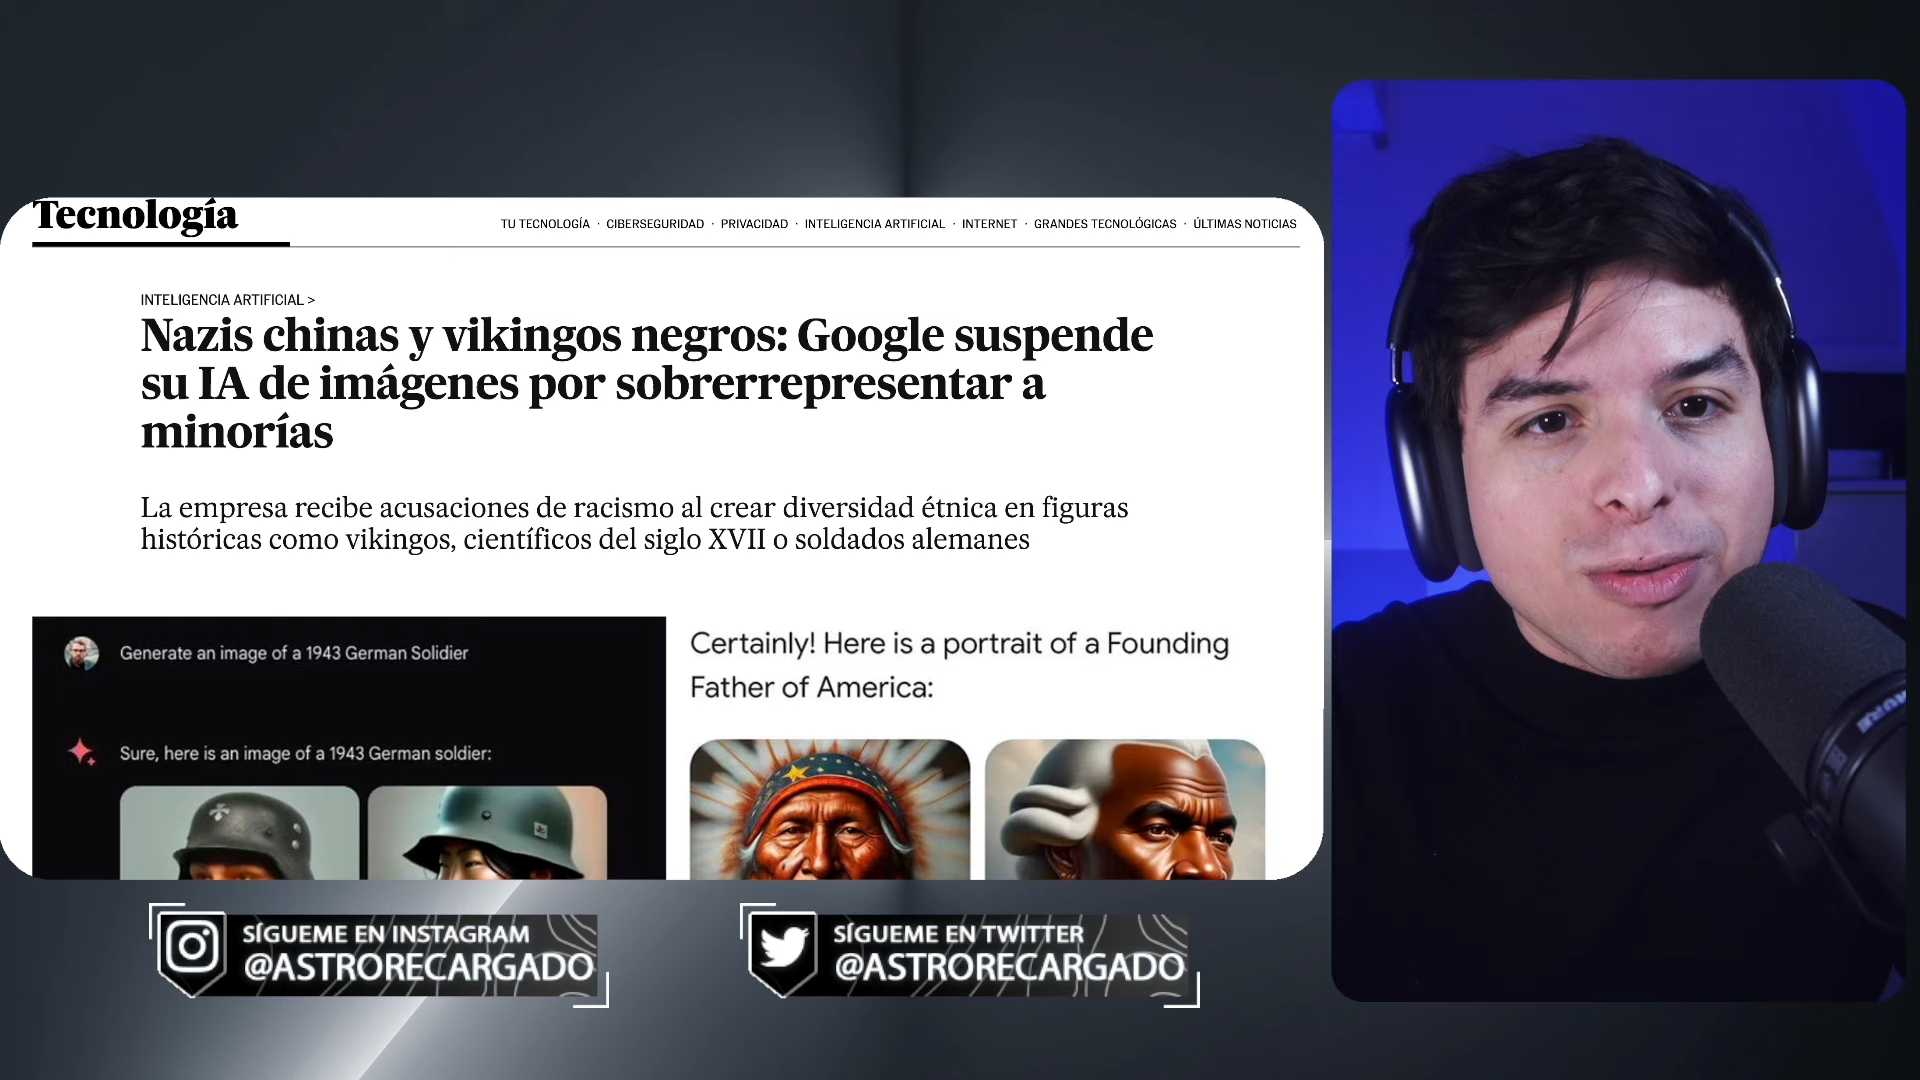 Tecnología
TU TECNOLOGÍA · CIBERSEGURIDAD · PRIVACIDAD · INTELIGENCIA ARTIFICIAL · INTERNET · GRANDES TECNOLÓGICAS · ÚLTIMAS NOTICIAS
INTELIGENCIA ARTIFICIAL >
Nazis chinas y vikingos negros: Google suspende
su IA de imágenes por sobrerrepresentar a
minorías
La empresa recibe acusaciones de racismo al crear diversidad étnica en figuras
históricas como vikingos, científicos del siglo XVII o soldados alemanes
Generate an image of a 1943 German Solidier
Sure, here is an image of a 1943 German soldier:
Certainly! Here is a portrait of a Founding
Father of America:
SÍGUEME EN INSTAGRAM
@ASTRORECARGADO
SÍGUEME EN TWITTER
@ASTRORECARGADO